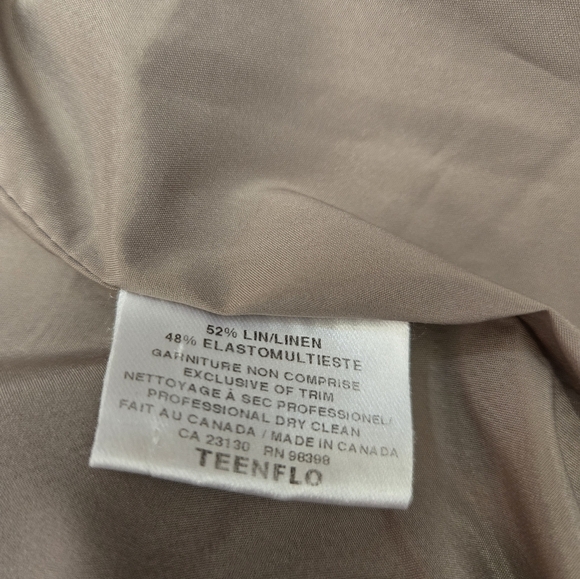 52% LIN/LINEN
48% ELASTOMULTIESTE
GARNITURE NON COMPRISE
EXCLUSIVE OF TRIM
NETTOYAGE À SEC PROFESSIONEL/
PROFESSIONAL DRY CLEAN
FAIT AU CANADA / MADE IN CANADA
CA 23130 RN 98398
TEENFLO